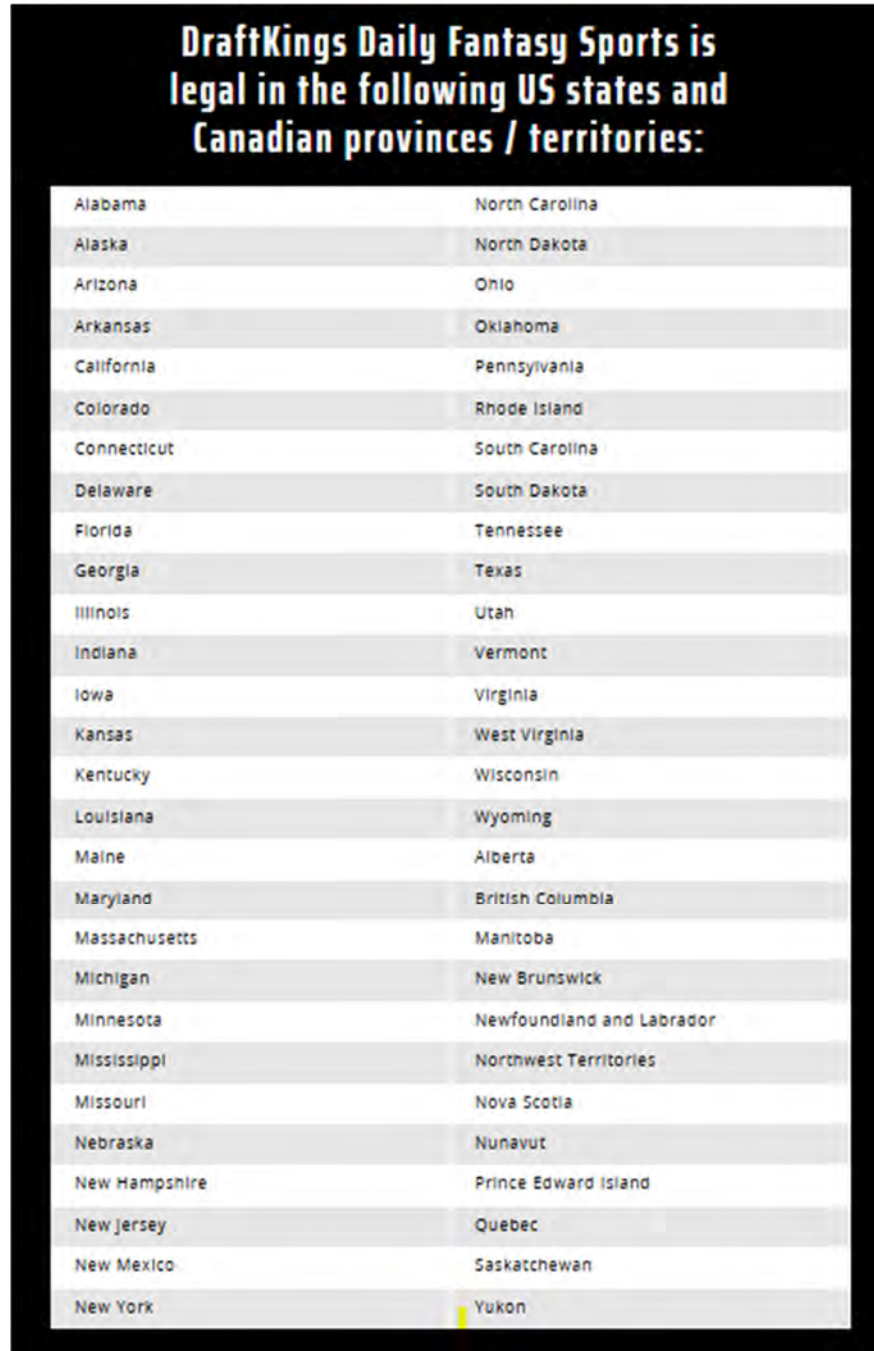 DraftKings Daily Fantasy Sports is
legal in the following US states and
Canadian provinces / territories:
Alabama North Carolina
Alaska North Dakota
Arizona Ohio
Arkansas Oklahoma
California Pennsylvania
Colorado Rhode Island
Connecticut South Carolina
Delaware South Dakota
Florida Tennessee
Georgia Texas
Illinois Utah
Indiana Vermont
Iowa Virginia
Kansas West Virginia
Kentucky Wisconsin
Louisiana Wyoming
Maine Alberta
Maryland British Columbia
Massachusetts Manitoba
Michigan New Brunswick
Minnesota Newfoundland and Labrador
Mississippi Northwest Territories
Missouri Nova Scotia
Nebraska Nunavut
New Hampshire Prince Edward Island
New Jersey Quebec
New Mexico Saskatchewan
New York Yukon